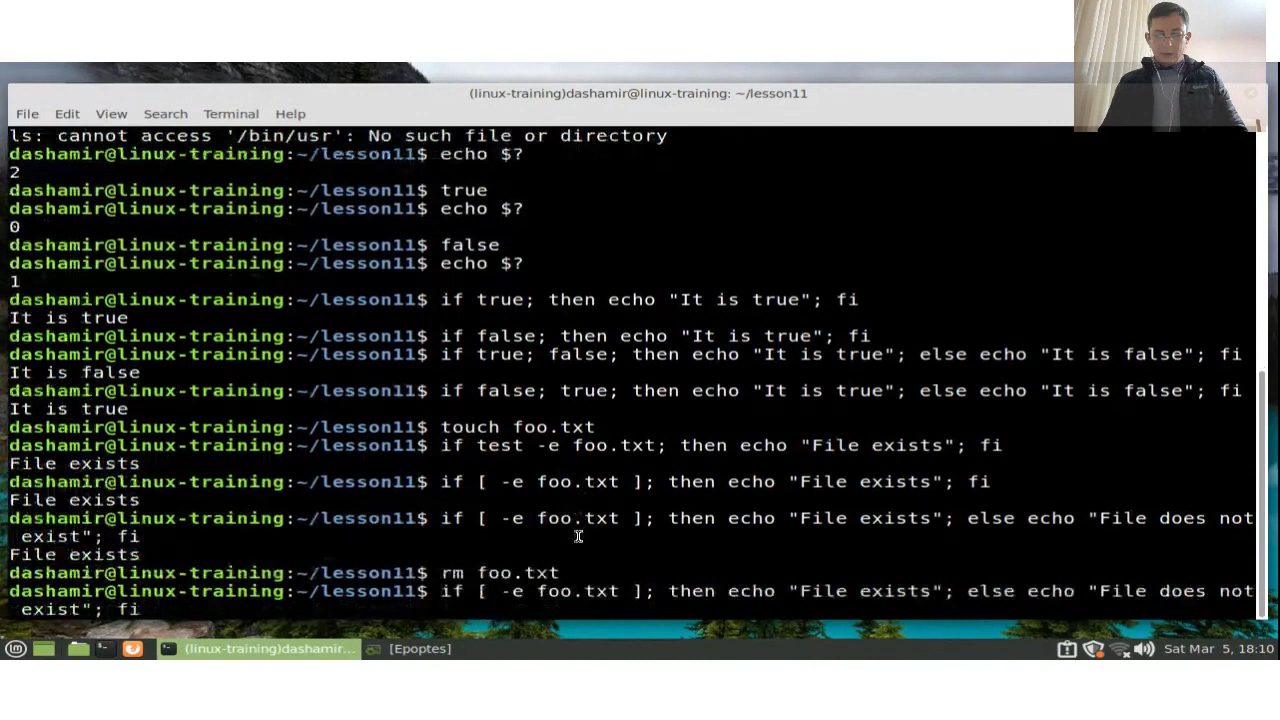 (linux-training)dashamir@linux-training: ~/lesson11
File Edit View Search Terminal Help
ls: cannot access '/bin/usr': No such file or directory
dashamir@linux-training:~/lesson11$ echo $?
2
dashamir@linux-training:~/lesson11$ true
dashamir@linux-training:~/lesson11$ echo $?
0
dashamir@linux-training:~/lesson11$ false
dashamir@linux-training:~/lesson11$ echo $?
1
dashamir@linux-training:~/lesson11$ if true; then echo "It is true"; fi
It is true
dashamir@linux-training:~/lesson11$ if false; then echo "It is true"; fi
dashamir@linux-training:~/lesson11$ if true; false; then echo "It is true"; else echo "It is false"; fi
It is false
dashamir@linux-training:~/lesson11$ if false; true; then echo "It is true"; else echo "It is false"; fi
It is true
dashamir@linux-training:~/lesson11$ touch foo.txt
dashamir@linux-training:~/lesson11$ if test -e foo.txt; then echo "File exists"; fi
File exists
dashamir@linux-training:~/lesson11$ if [ -e foo.txt ]; then echo "File exists"; fi
File exists
dashamir@linux-training:~/lesson11$ if [ -e foo.txt ]; then echo "File exists"; else echo "File does not
exist"; fi
File exists
dashamir@linux-training:~/lesson11$ rm foo.txt
dashamir@linux-training:~/lesson11$ if [ -e foo.txt ]; then echo "File exists"; else echo "File does not
exist"; fi
(linux-training)dashamir... [Epoptes] Sat Mar 5, 18:10